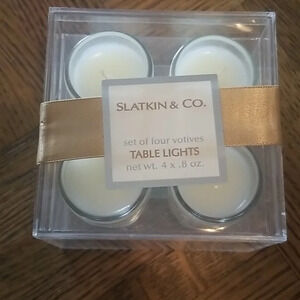 SLATKIN & CO.
set of four votives
TABLE LIGHTS
net wt. 4 x .8 oz.